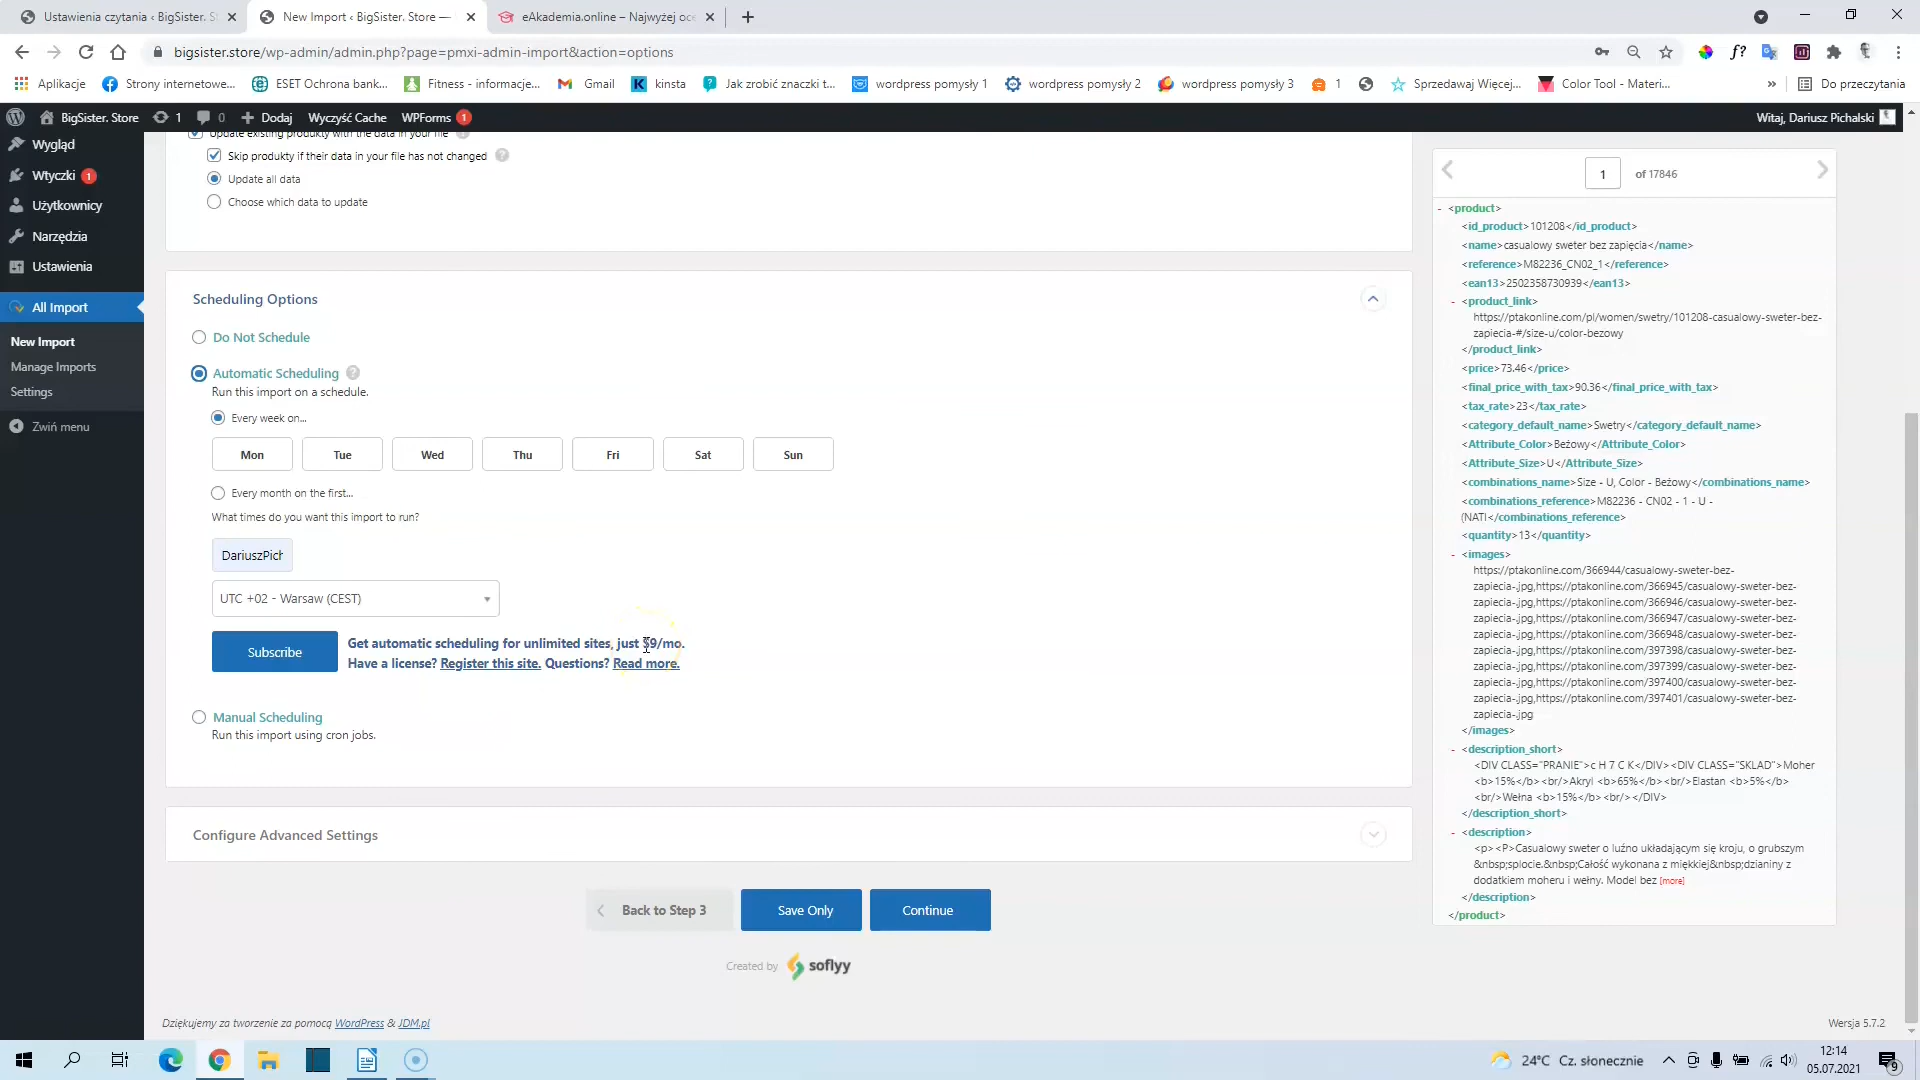 Ustawienia czytania ‹ BigSister. S
New Import ‹ BigSister. Store —
eAkademia.online – Najwyżej oce
bigsister.store/wp-admin/admin.php?page=pmxi-admin-import&action=options
Aplikacje
Strony internetowe...
ESET Ochrona bank...
Fitness - informacje...
Gmail
kinsta
Jak zrobić znaczki t...
wordpress pomysły 1
wordpress pomysły 2
wordpress pomysły 3
1
Sprzedawaj Więcej,...
Color Tool - Materi...
»
Do przeczytania
BigSister. Store
1
0
Dodaj
Wyczyść Cache
WPForms 1
Witaj, Dariusz Pichalski
Wygląd
Wtyczki 1
Użytkownicy
Narzędzia
Ustawienia
All Import
New Import
Manage Imports
Settings
Zwiń menu
Update existing produkty with the data in your file
Skip produkty if their data in your file has not changed
Update all data
Choose which data to update
Scheduling Options
Do Not Schedule
Automatic Scheduling
Run this import on a schedule.
Every week on...
Mon Tue Wed Thu Fri Sat Sun
Every month on the first...
What times do you want this import to run?
DariuszPich
UTC +02 - Warsaw (CEST)
Subscribe
Get automatic scheduling for unlimited sites, just $9/mo.
Have a license? Register this site. Questions? Read more.
Manual Scheduling
Run this import using cron jobs.
Configure Advanced Settings
Back to Step 3
Save Only
Continue
Created by soflyy
Dziękujemy za tworzenie za pomocą WordPress & JDM.pl
Wersja 5.7.2
1 of 17846
- <product>
<id_product>101208</id_product>
<name>casualowy sweter bez zapięcia</name>
<reference>M82236_CN02_1</reference>
<ean13>2502358730939</ean13>
- <product_link>
https://ptakonline.com/pl/women/swetry/101208-casualowy-sweter-bez-
zapiecia-#/size-u/color-bezowy
</product_link>
<price>73.46</price>
<final_price_with_tax>90.36</final_price_with_tax>
<tax_rate>23</tax_rate>
<category_default_name>Swetry</category_default_name>
<Attribute_Color>Beżowy</Attribute_Color>
<Attribute_Size>U</Attribute_Size>
<combinations_name>Size - U, Color - Beżowy</combinations_name>
<combinations_reference>M82236 - CN02 - 1 - U -
(NATI</combinations_reference>
<quantity>13</quantity>
- <images>
https://ptakonline.com/366944/casualowy-sweter-bez-
zapiecia-.jpg,https://ptakonline.com/366945/casualowy-sweter-bez-
zapiecia-.jpg,https://ptakonline.com/366946/casualowy-sweter-bez-
zapiecia-.jpg,https://ptakonline.com/366947/casualowy-sweter-bez-
zapiecia-.jpg,https://ptakonline.com/366948/casualowy-sweter-bez-
zapiecia-.jpg,https://ptakonline.com/397398/casualowy-sweter-bez-
zapiecia-.jpg,https://ptakonline.com/397399/casualowy-sweter-bez-
zapiecia-.jpg,https://ptakonline.com/397400/casualowy-sweter-bez-
zapiecia-.jpg,https://ptakonline.com/397401/casualowy-sweter-bez-
zapiecia-.jpg
</images>
- <description_short>
<DIV CLASS="PRANIE">c H 7 C K</DIV><DIV CLASS="SKLAD">Moher
<b>15%</b><br/>Akryl <b>65%</b><br/>Elastan <b>5%</b>
<br/>Wełna <b>15%</b><br/></DIV>
</description_short>
- <description>
<p><P>Casualowy sweter o luźno układającym się kroju, o grubszym
&nbsp;splocie.&nbsp;Całość wykonana z miękkiej&nbsp;dzianiny z
dodatkiem moheru i wełny. Model bez [more]
</description>
</product>
24°C Cz. słonecznie
12:14
05.07.2021
9